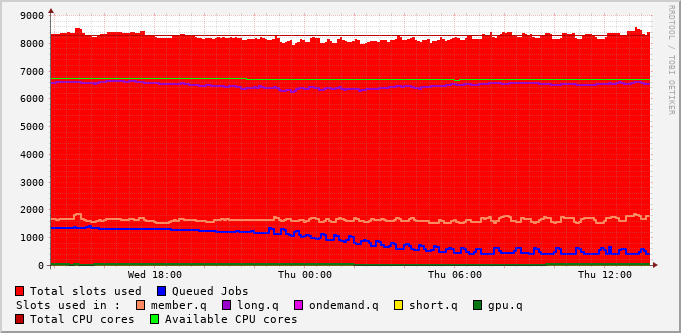 9000
8000
7000
6000
5000
4000
3000
2000
1000
0
Wed 18:00 Thu 00:00 Thu 06:00 Thu 12:00
Total slots used Queued Jobs
Slots used in : member.q long.q ondemand.q short.q gpu.q
Total CPU cores Available CPU cores
RRDTOOL / TOBI OETIKER